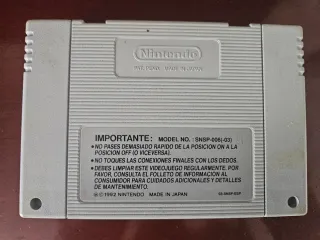 Nintendo
PAT. PEND. MADE IN JAPAN
IMPORTANTE: MODEL NO.: SNSP-006(-03)
• NO PASES DEMASIADO RAPIDO DE LA POSICION ON A LA
POSICION OFF (O VICEVERSA).
• NO TOQUES LAS CONEXIONES FINALES CON LOS DEDOS.
• DEBES LIMPIAR ESTE VIDEOJUEGO REGULARMENTE. POR
FAVOR, CONSULTA EL FOLLETO DE INFORMACION AL
CONSUMIDOR PARA CUIDADOS ADICIONALES Y DETALLES
DE MANTENIMIENTO.
©1992 NINTENDO MADE IN JAPAN